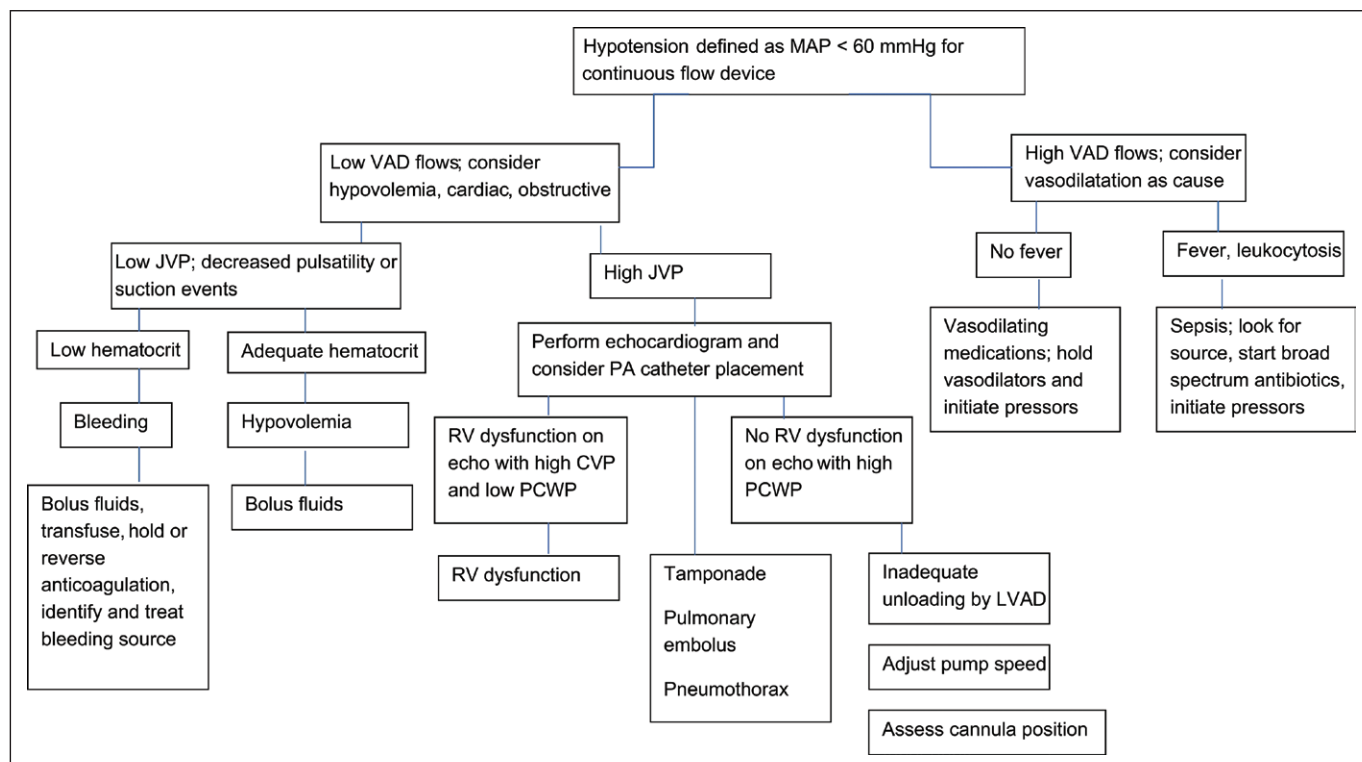 Hypotension defined as MAP < 60 mmHg for
continuous flow device
Low VAD flows; consider
hypovolemia, cardiac, obstructive
High VAD flows; consider
vasodilatation as cause
Low JVP; decreased pulsatility or
suction events
High JVP
No fever
Fever, leukocytosis
Low hematocrit
Adequate hematocrit
Perform echocardiogram and
consider PA catheter placement
Vasodilating
medications; hold
vasodilators and
initiate pressors
Sepsis; look for
source, start broad
spectrum antibiotics,
initiate pressors
Bleeding
Hypovolemia
RV dysfunction on
echo with high CVP
and low PCWP
No RV dysfunction
on echo with high
PCWP
Bolus fluids,
transfuse, hold or
reverse
anticoagulation,
identify and treat
bleeding source
Bolus fluids
RV dysfunction
Tamponade
Pulmonary
embolus
Pneumothorax
Inadequate
unloading by LVAD
Adjust pump speed
Assess cannula position